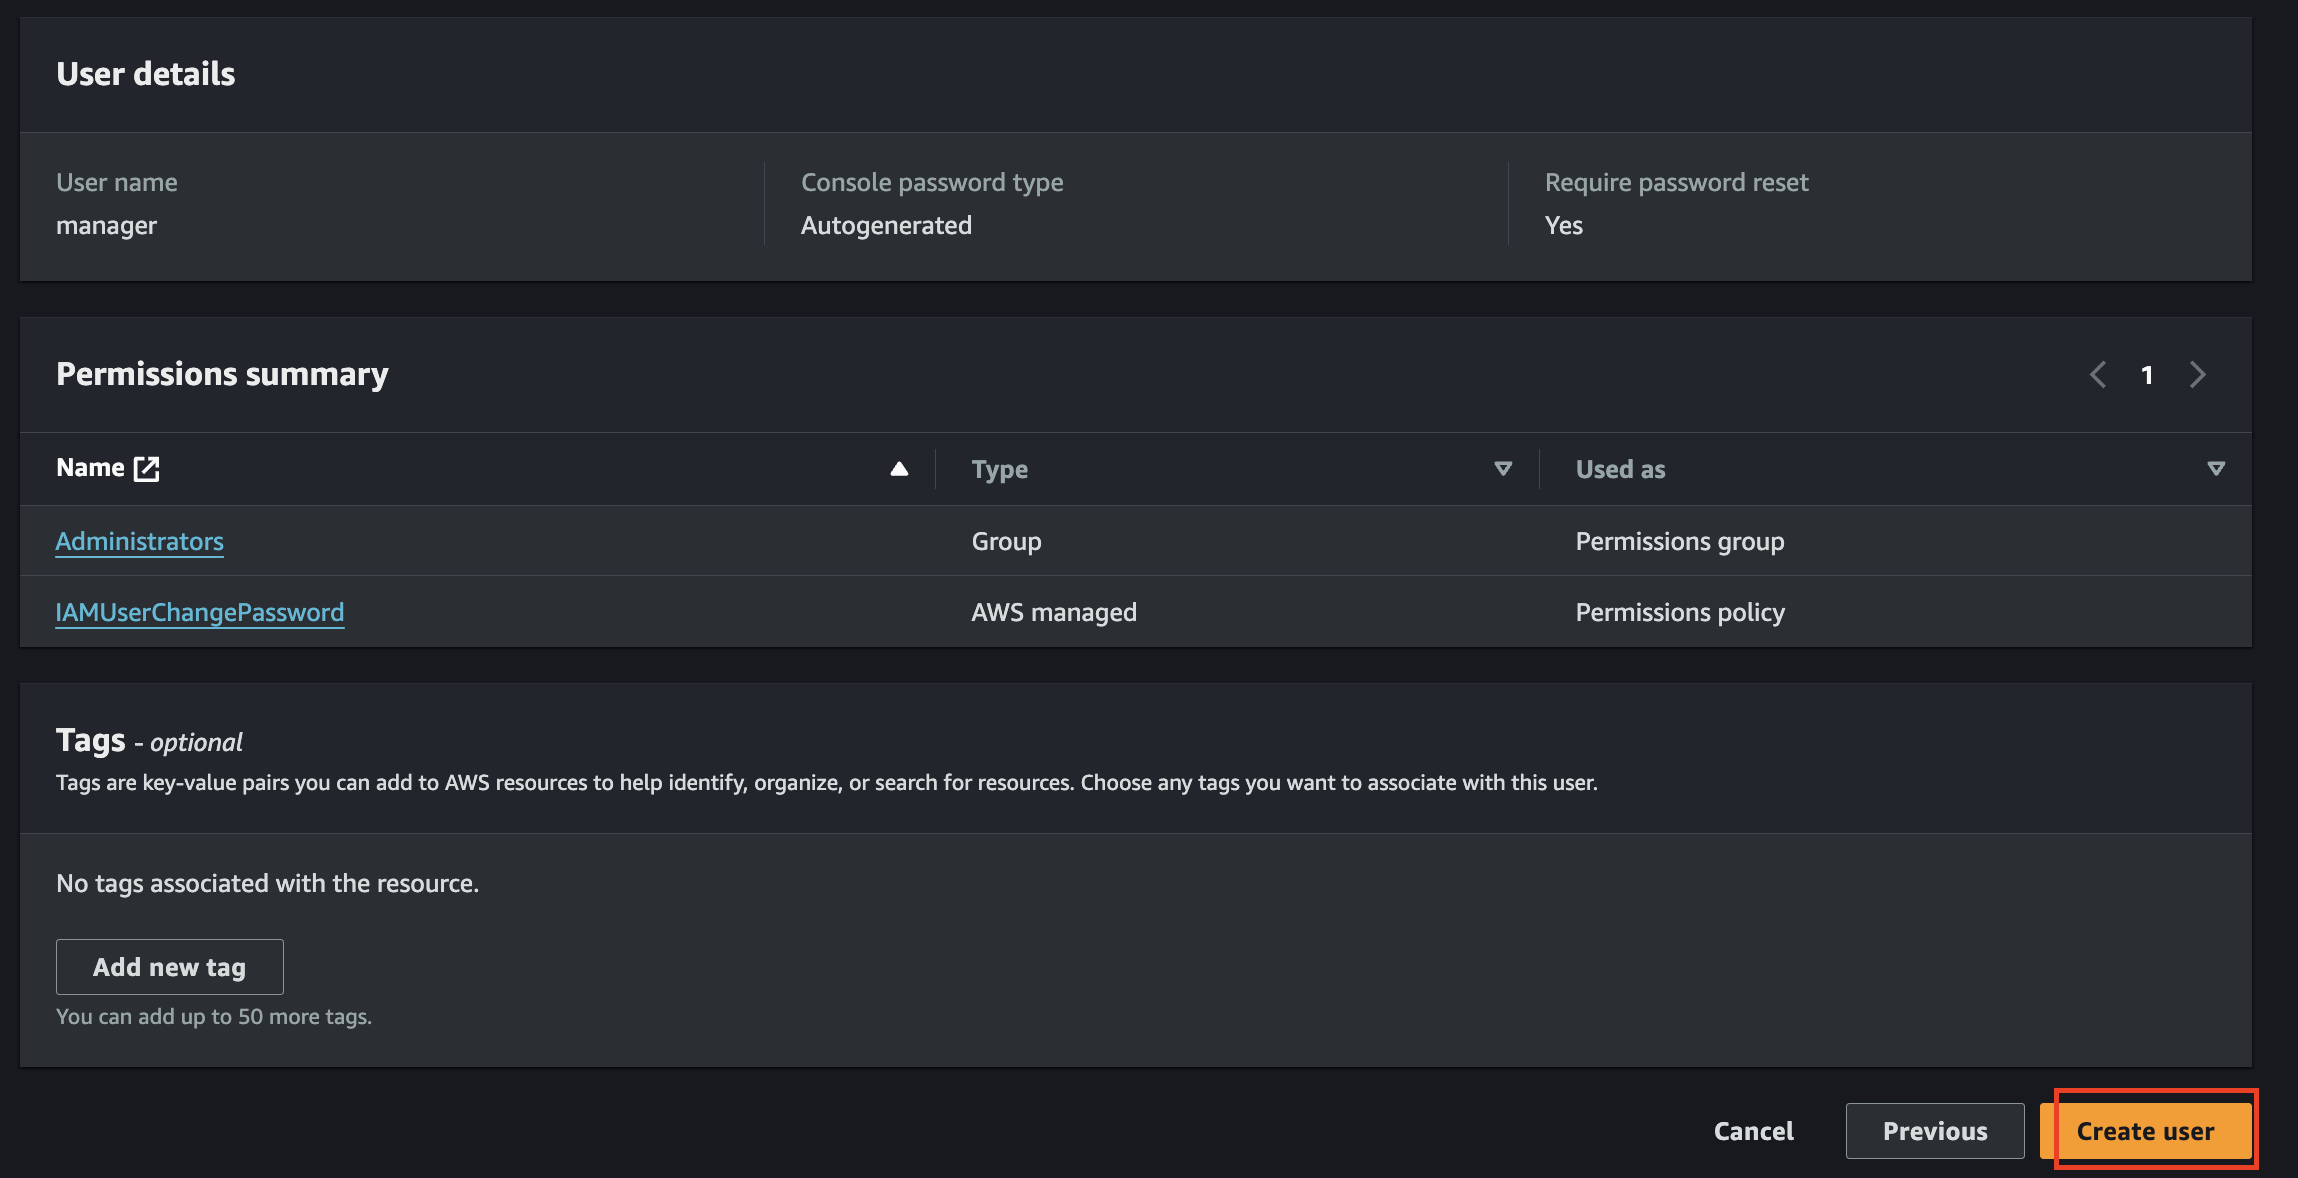 User details
User name
manager
Console password type
Autogenerated
Require password reset
Yes
Permissions summary
1
Name
Type
Used as
Administrators
Group
Permissions group
IAMUserChangePassword
AWS managed
Permissions policy
Tags - optional
Tags are key-value pairs you can add to AWS resources to help identify, organize, or search for resources. Choose any tags you want to associate with this user.
No tags associated with the resource.
Add new tag
You can add up to 50 more tags.
Cancel
Previous
Create user